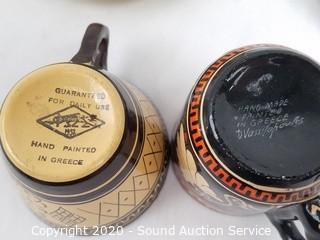 GUARANTEED
FOR DAILY USE
HAND PAINTED
IN GREECE
HAND MADE
PAINTED
IN GREECE
Copyright 2020 - Sound Auction Service